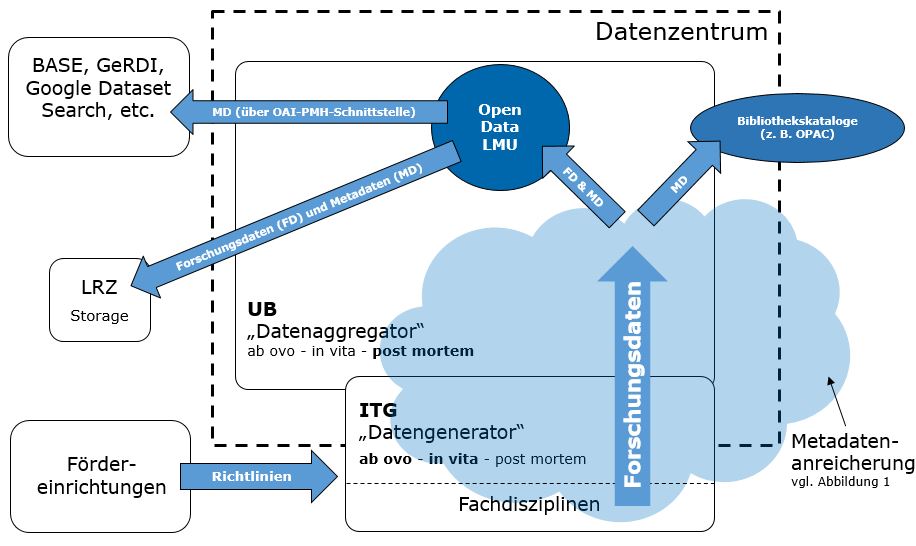 Datenzentrum
BASE, GeRDI,
Google Dataset
Search, etc.
MD (über OAI-PMH-Schnittstelle)
Open
Data
LMU
Bibliothekskataloge
(z. B. OPAC)
FD & MD
MD
Forschungsdaten (FD) und Metadaten (MD)
LRZ
Storage
UB
„Datenaggregator“
ab ovo - in vita - post mortem
Forschungsdaten
ITG
„Datengenerator“
ab ovo - in vita - post mortem
Fachdisziplinen
Förder-
einrichtungen
Richtlinien
Metadaten-
anreicherung
vgl. Abbildung 1